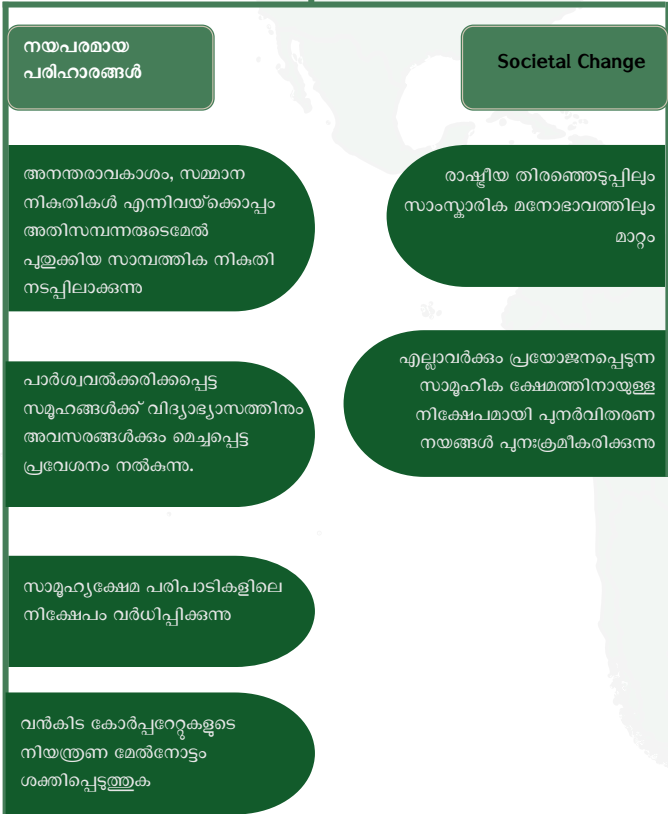 നയപരമായ
പരിഹാരങ്ങൾ
അനന്തരാവകാശം, സമ്മാന
നികുതികൾ എന്നിവയ്ക്കൊപ്പം
അതിസമ്പന്നരുടെമേൽ
പുതുക്കിയ സാമ്പത്തിക നികുതി
നടപ്പിലാക്കുന്നു
പാർശ്വവൽക്കരിക്കപ്പെട്ട
സമൂഹങ്ങൾക്ക് വിദ്യാഭ്യാസത്തിനും
അവസരങ്ങൾക്കും മെച്ചപ്പെട്ട
പ്രവേശനം നൽകുന്നു.
സാമൂഹ്യക്ഷേമ പരിപാടികളിലെ
നിക്ഷേപം വർധിപ്പിക്കുന്നു
വൻകിട കോർപ്പറേറ്റുകളുടെ
നിയന്ത്രണ മേൽനോട്ടം
ശക്തിപ്പെടുത്തുക
Societal Change
രാഷ്ട്രീയ തിരഞ്ഞെടുപ്പിലും
സാംസ്കാരിക മനോഭാവത്തിലും
മാറ്റം
എല്ലാവർക്കും പ്രയോജനപ്പെടുന്ന
സാമൂഹിക ക്ഷേമത്തിനായുള്ള
നിക്ഷേപമായി പുനർവിതരണ
നയങ്ങൾ പുനഃക്രമീകരിക്കുന്നു